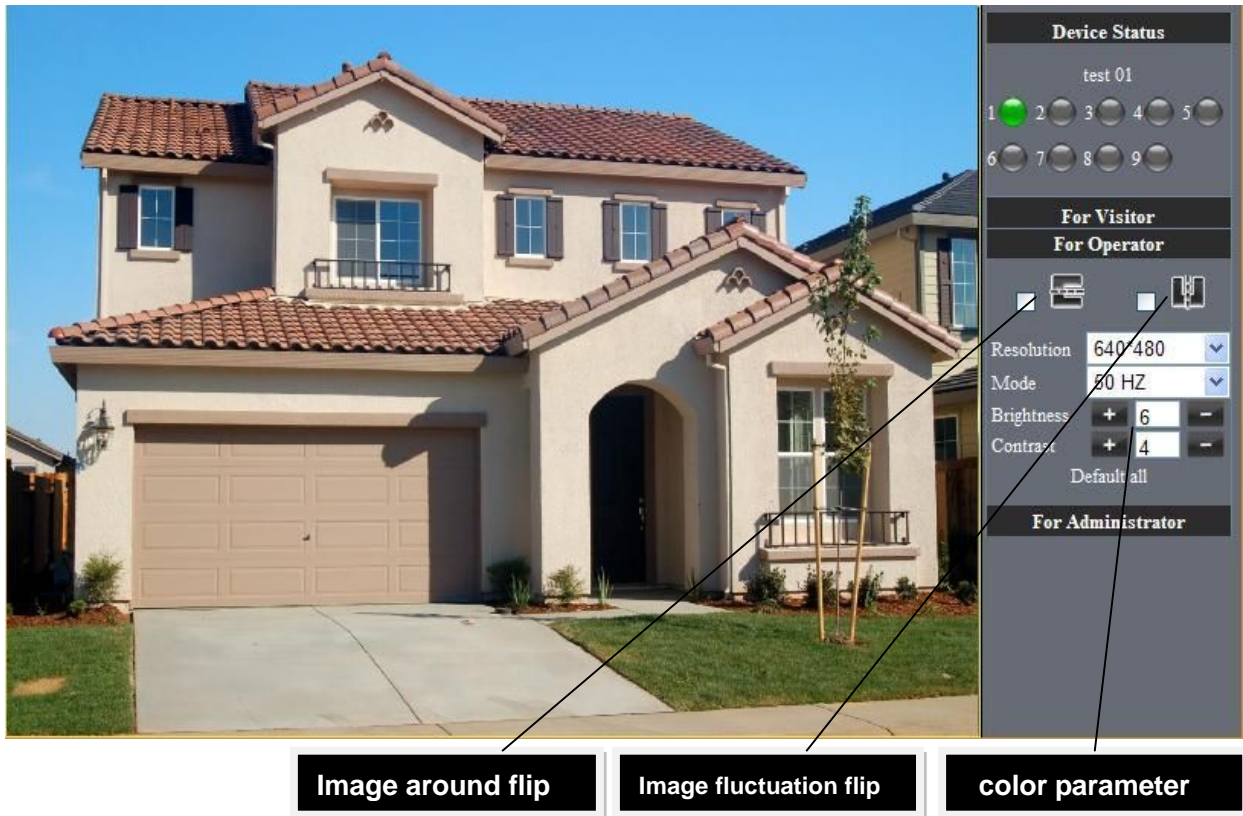 Device Status
test 01
1 2 3 4 5
6 7 8 9
For Visitor
For Operator
Resolution 640*480
Mode 50 HZ
Brightness + 6 -
Contrast + 4 -
Default all
For Administrator
Image around flip Image fluctuation flip color parameter